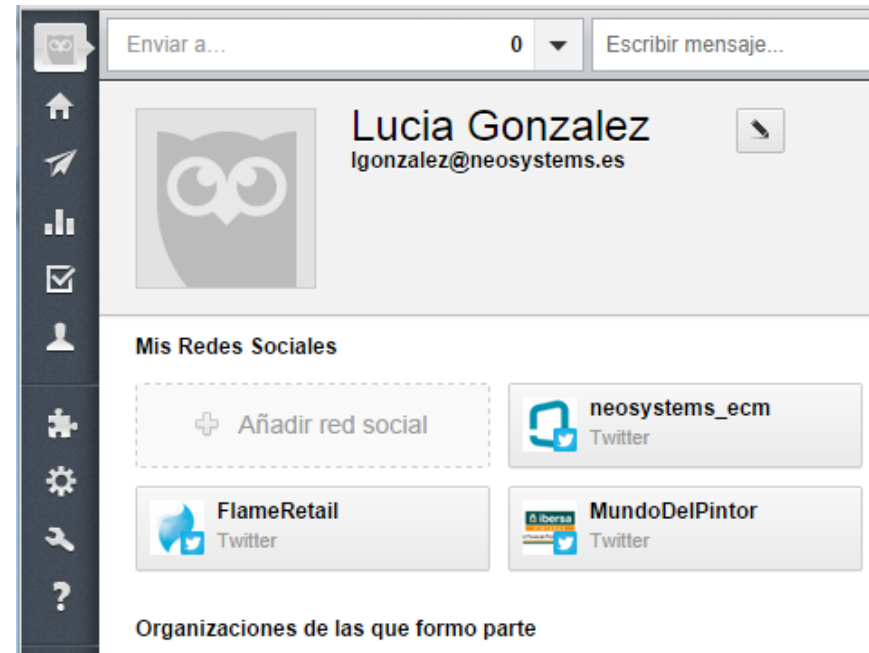 Enviar a... 0 Escribir mensaje...
Lucia Gonzalez
lgonzalez@neosystems.es
Mis Redes Sociales
Añadir red social
neosystems_ecm
Twitter
FlameRetail
Twitter
ibersa
MundoDelPintor
Twitter
Organizaciones de las que formo parte